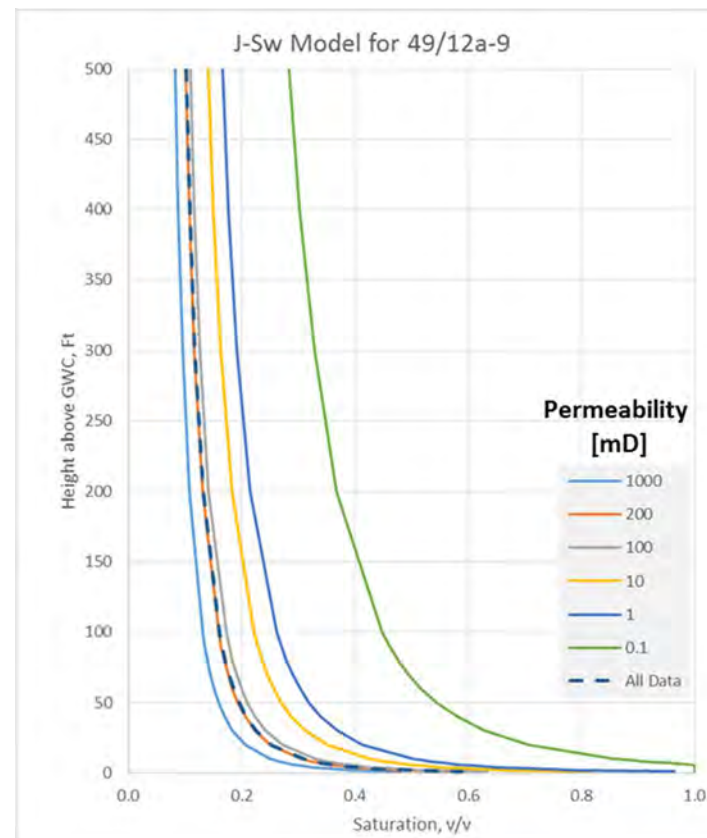 J-Sw Model for 49/12a-9
500
450
400
350
300
250
200
150
100
50
0
Height above GWC, Ft
0.0 0.2 0.4 0.6 0.8 1.0
Saturation, v/v
Permeability
[mD]
1000
200
100
10
1
0.1
All Data